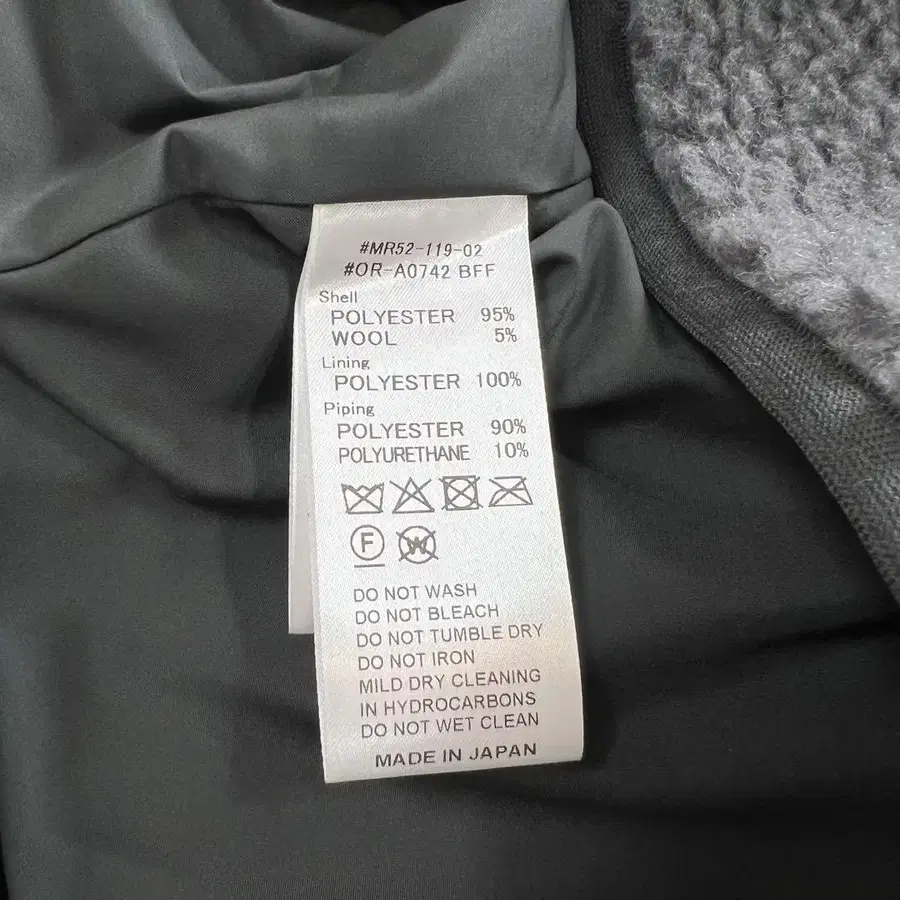 #MR52-119-02
#OR-A0742 BFF
Shell
POLYESTER 95%
WOOL 5%
Lining
POLYESTER 100%
Piping
POLYESTER 90%
POLYURETHANE 10%
F W
DO NOT WASH
DO NOT BLEACH
DO NOT TUMBLE DRY
DO NOT IRON
MILD DRY CLEANING
IN HYDROCARBONS
DO NOT WET CLEAN
MADE IN JAPAN